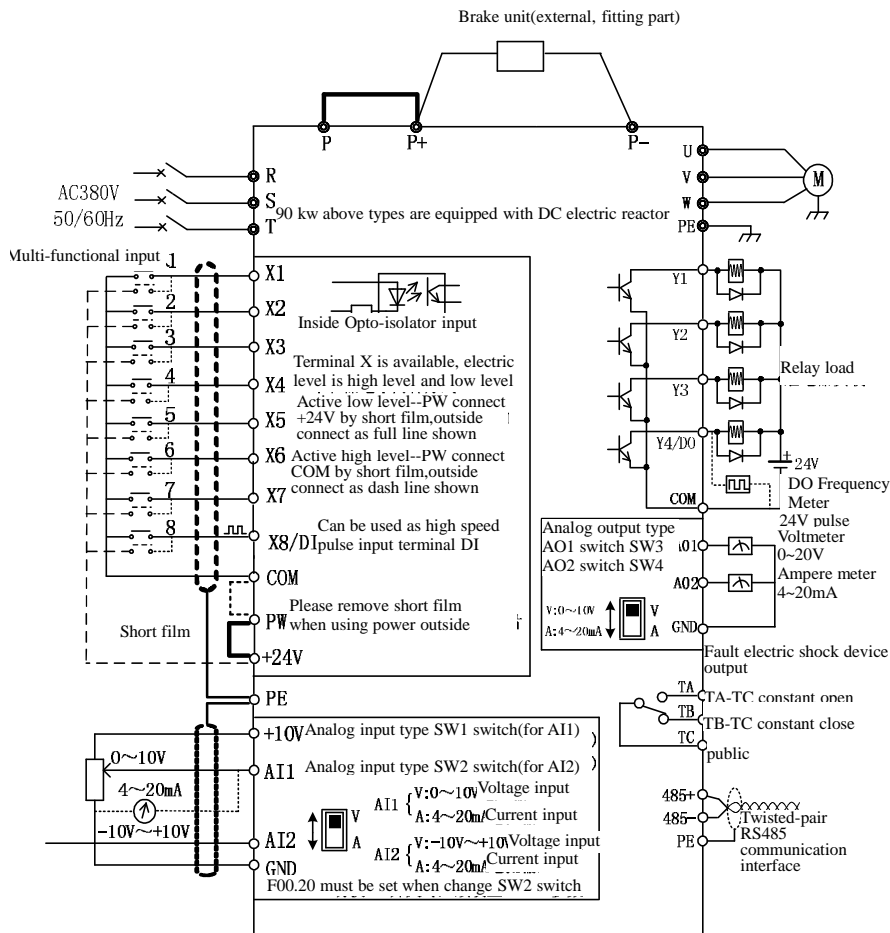 Brake unit(external, fitting part)
P
P+
P-
R
S
T
AC380V
50/60Hz
90 kw above types are equipped with DC electric reactor
U
V
W
PE
M
Multi-functional input
1
X1
2
X2
3
X3
4
X4
5
X5
6
X6
7
X7
8
X8/DI
COM
PW
+24V
Short film
PE
Inside Opto-isolator input
Terminal X is available, electric
level is high level and low level
Active low level--PW connect
+24V by short film,outside
connect as full line shown
Active high level--PW connect
COM by short film,outside
connect as dash line shown
Can be used as high speed
pulse input terminal DI
Please remove short film
when using power outside
Y1
Y2
Y3
Y4/DO
Relay load
+
24V
COM
DO Frequency
Meter
24V pulse
Analog output type
AO1 switch SW3
AO2 switch SW4
V:0~10V
A:4~20mA
V
A
AO1
AO2
GND
Voltmeter
0~20V
Ampere meter
4~20mA
Fault electric shock device
output
TA
TA-TC constant open
TB
TB-TC constant close
TC
public
485+
485-
PE
Twisted-pair
RS485
communication
interface
+10V
0~10V
AI1
4~20mA
-10V~+10V
AI2
GND
Analog input type SW1 switch(for AI1)
Analog input type SW2 switch(for AI2)
V
A
AI1
V:0~10V Voltage input
A:4~20mA Current input
AI2
V:-10V~+10V Voltage input
A:4~20mA Current input
F00.20 must be set when change SW2 switch